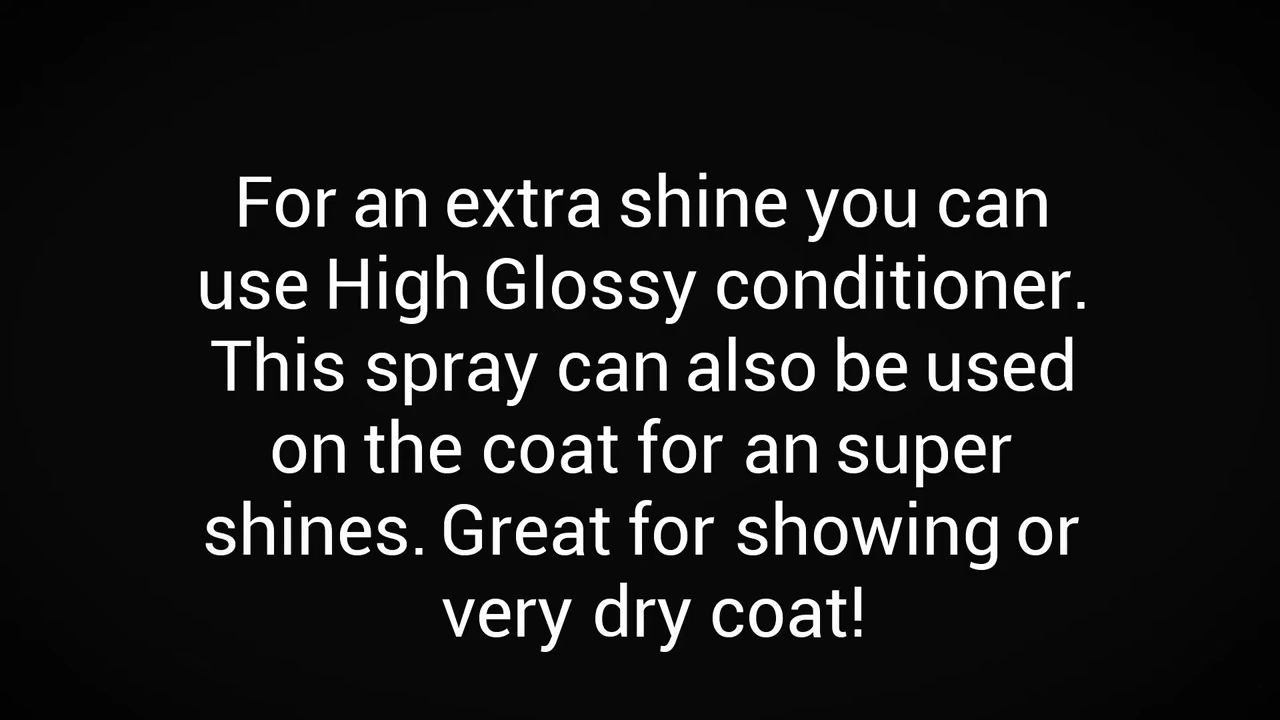 For an extra shine you can
use High Glossy conditioner.
This spray can also be used
on the coat for an super
shines. Great for showing or
very dry coat!